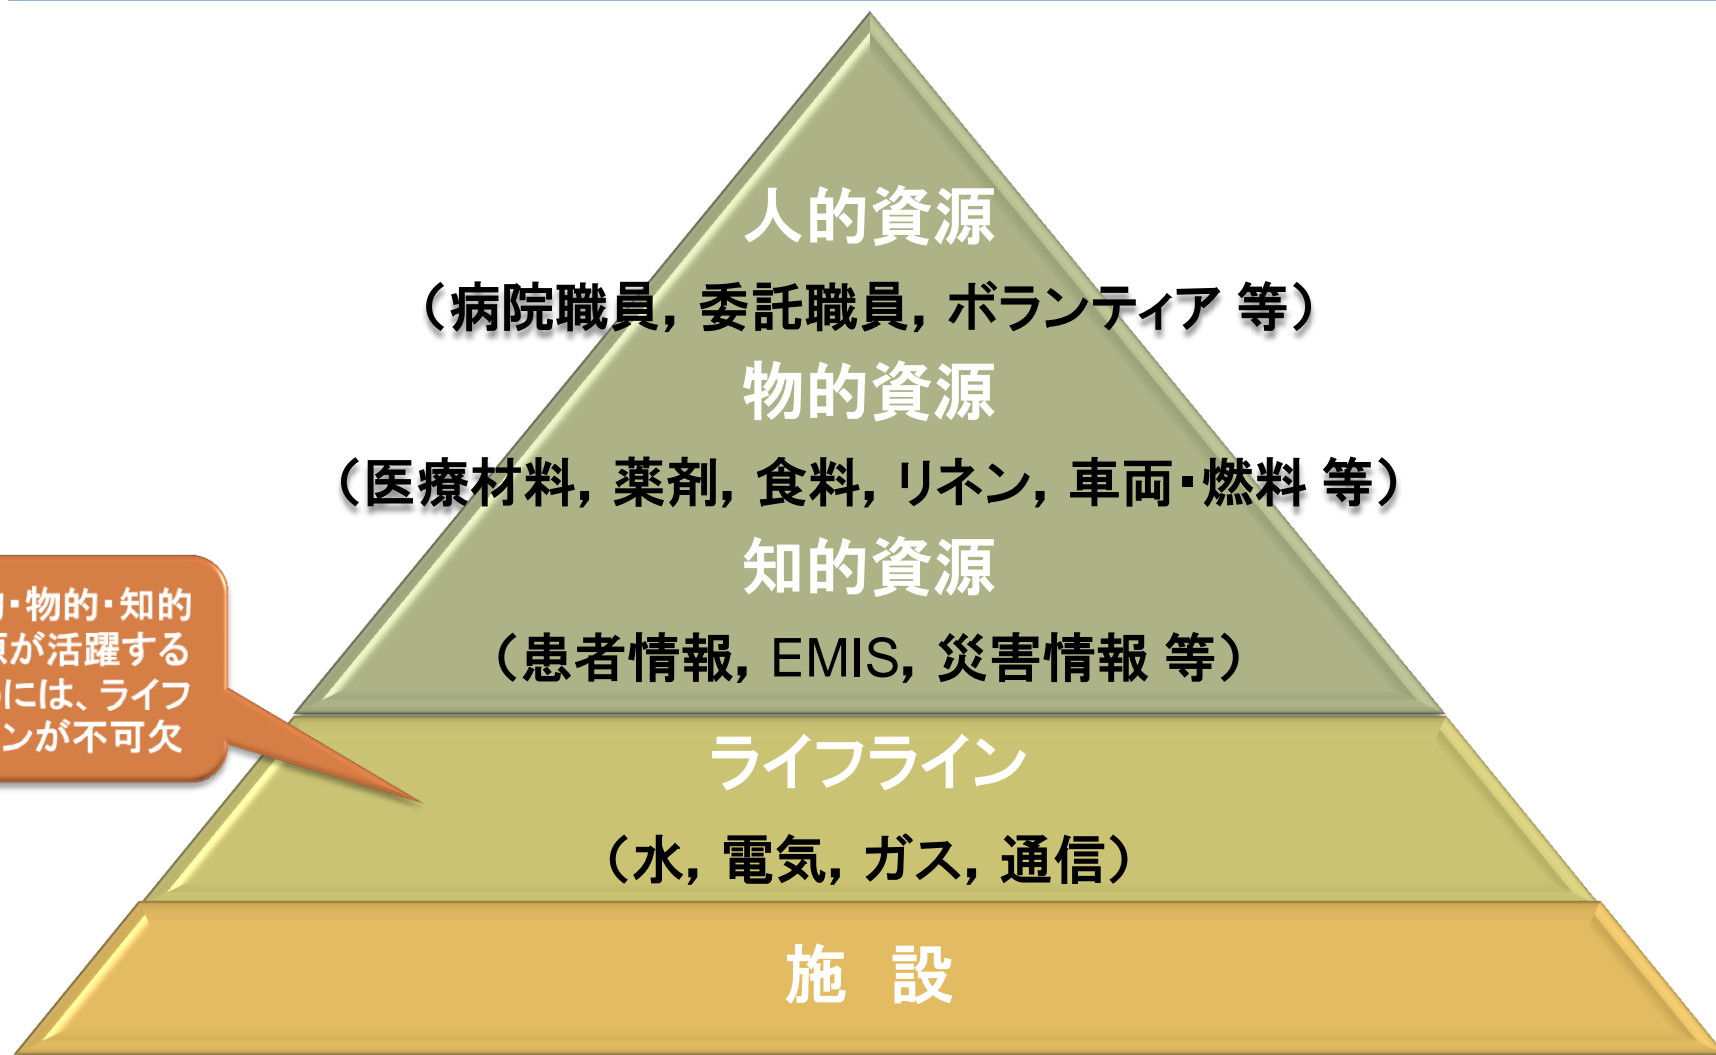 人的資源
（病院職員，委託職員，ボランティア 等）
物的資源
（医療材料，薬剤，食料，リネン，車両・燃料 等）
知的資源
（患者情報，EMIS，災害情報 等）
・物的・知的
が活躍する
には、ライフ
ンが不可欠
ライフライン
（水，電気，ガス，通信）
施　設